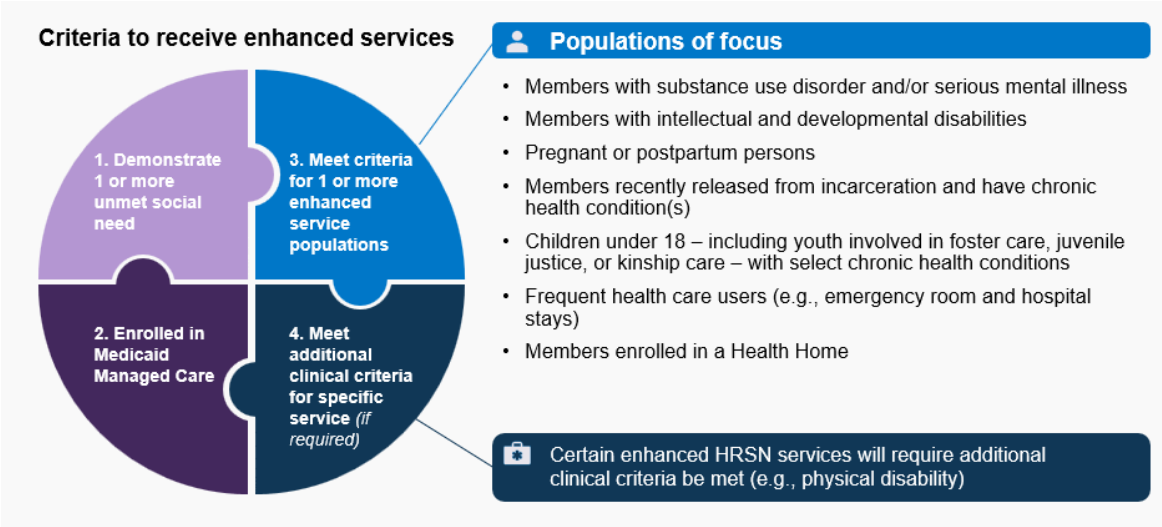 Criteria to receive enhanced services
1. Demonstrate
1 or more
unmet social
need
2. Enrolled in
Medicaid
Managed Care
3. Meet criteria
for 1 or more
enhanced
service
populations
4. Meet
additional
clinical criteria
for specific
service (if
required)
Populations of focus
• Members with substance use disorder and/or serious mental illness
• Members with intellectual and developmental disabilities
• Pregnant or postpartum persons
• Members recently released from incarceration and have chronic
health condition(s)
• Children under 18 – including youth involved in foster care, juvenile
justice, or kinship care – with select chronic health conditions
• Frequent health care users (e.g., emergency room and hospital
stays)
• Members enrolled in a Health Home
Certain enhanced HRSN services will require additional
clinical criteria be met (e.g., physical disability)